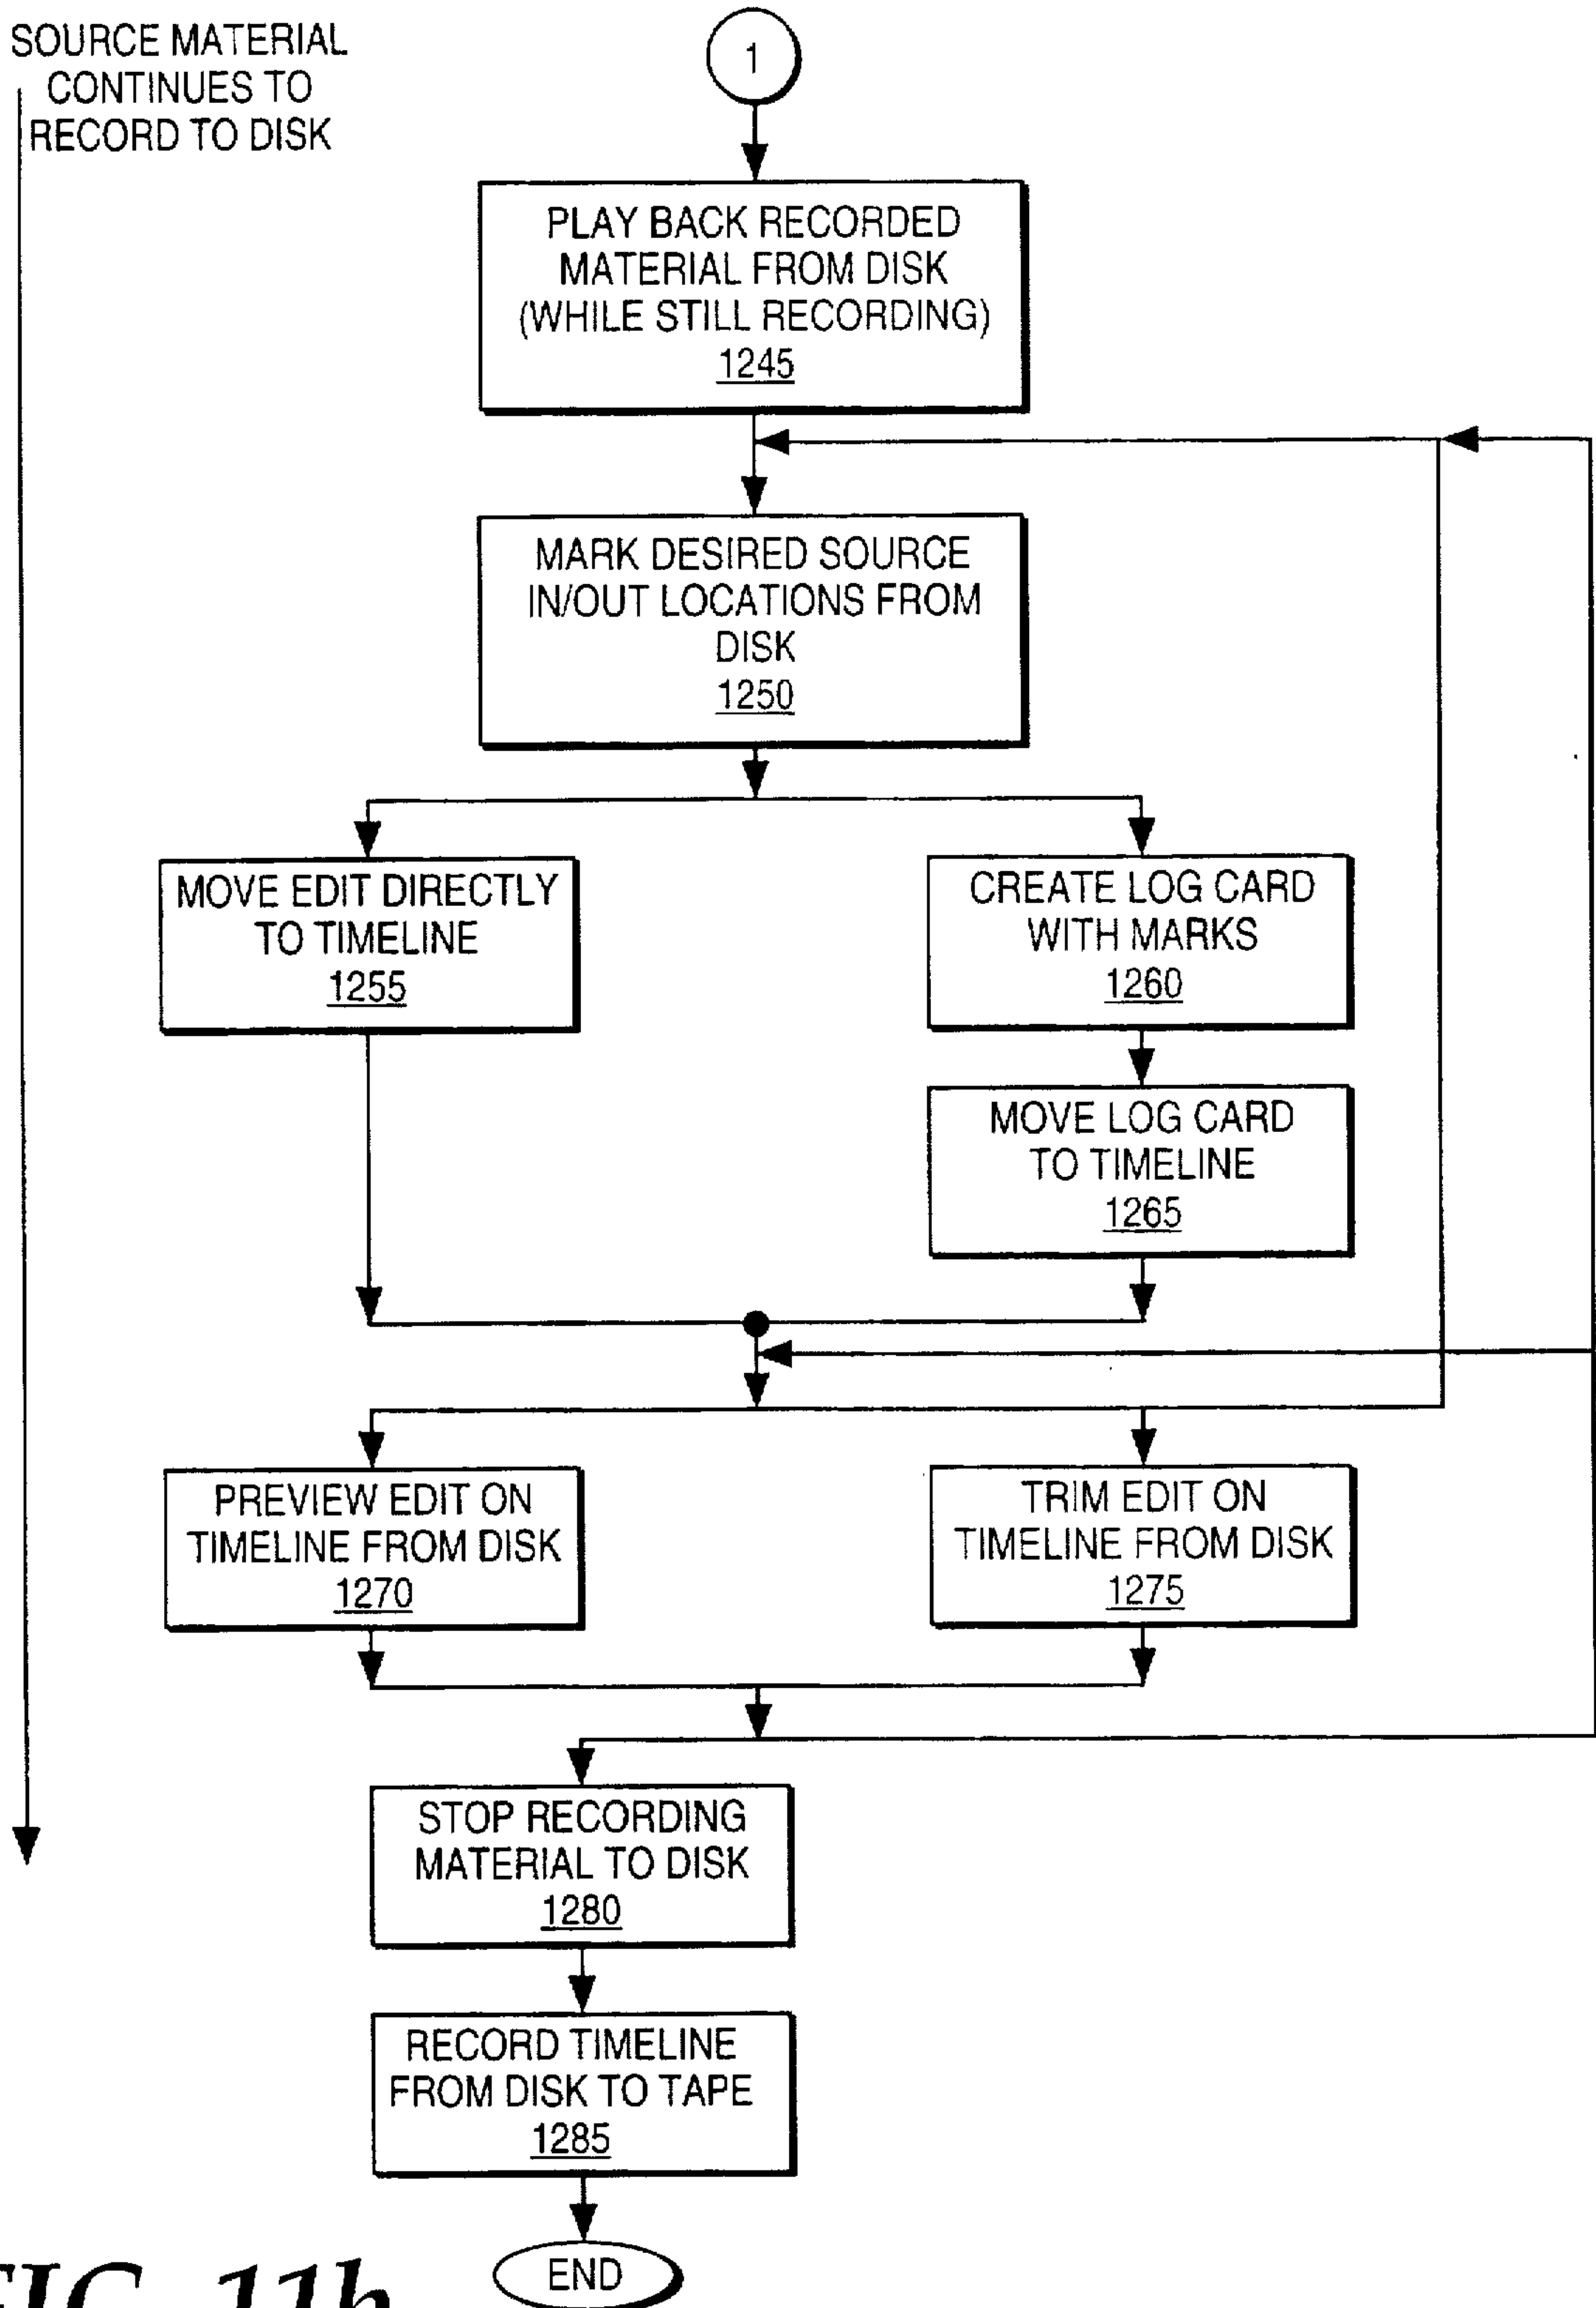 SOURCE MATERIAL
CONTINUES TO
RECORD TO DISK
1
PLAY BACK RECORDED
MATERIAL FROM DISK
(WHILE STILL RECORDING)
1245
MARK DESIRED SOURCE
IN/OUT LOCATIONS FROM
DISK
1250
MOVE EDIT DIRECTLY
TO TIMELINE
1255
CREATE LOG CARD
WITH MARKS
1260
MOVE LOG CARD
TO TIMELINE
1265
PREVIEW EDIT ON
TIMELINE FROM DISK
1270
TRIM EDIT ON
TIMELINE FROM DISK
1275
STOP RECORDING
MATERIAL TO DISK
1280
RECORD TIMELINE
FROM DISK TO TAPE
1285
END